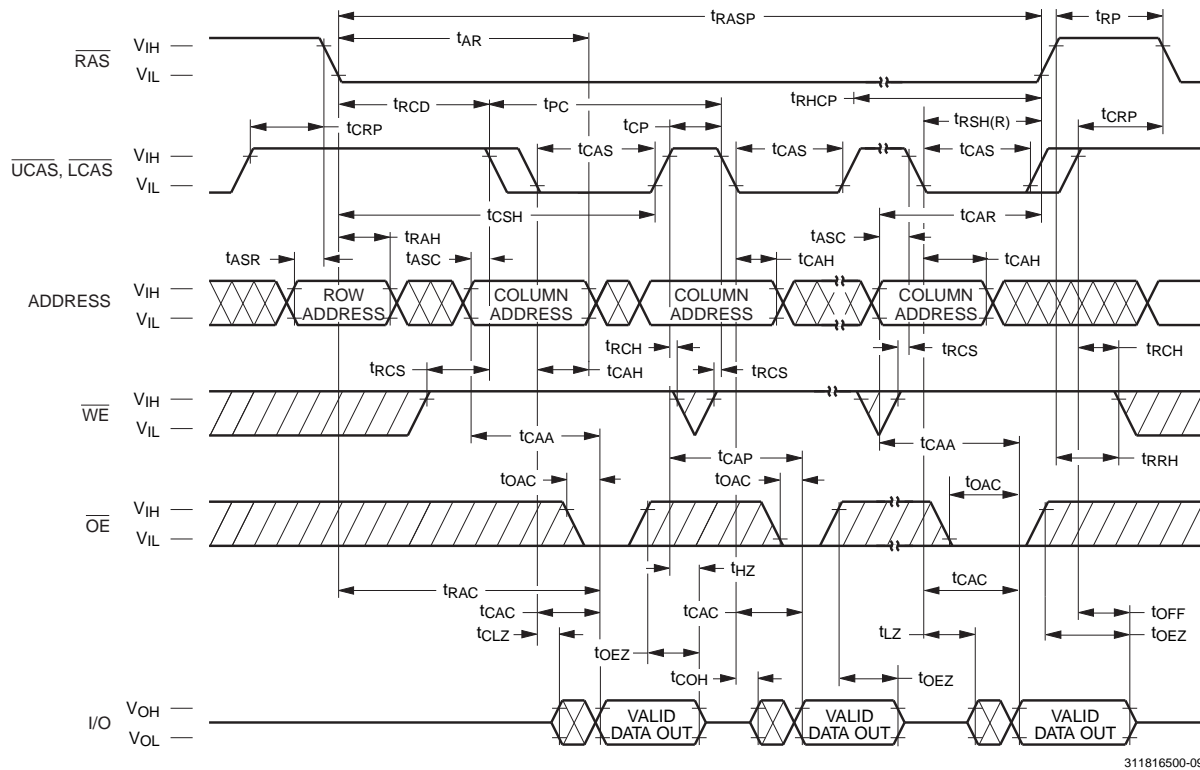 tRASP
tRP
tAR
RAS
VIH
VIL
tRCD
tPC
tRHCP
tCRP
tCP
tRSH(R)
tCRP
UCAS, LCAS
VIH
VIL
tCAS
tCAS
tCAS
tCSH
tCAR
tRAH
tASC
tASR
tASC
tCAH
tCAH
ADDRESS
VIH
VIL
ROW
ADDRESS
COLUMN
ADDRESS
COLUMN
ADDRESS
COLUMN
ADDRESS
tRCH
tRCS
tRCH
tRCS
tCAH
tRCS
WE
VIH
VIL
tCAA
tCAP
tCAA
tRRH
tOAC
tOAC
tOAC
OE
VIH
VIL
tHZ
tRAC
tCAC
tCAC
tCAC
tOFF
tCLZ
tLZ
tOEZ
tOEZ
tCOH
tOEZ
I/O
VOH
VOL
VALID
DATA OUT
VALID
DATA OUT
VALID
DATA OUT
311816500-09